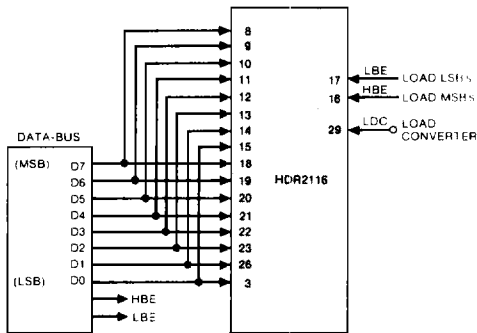 8
9
10
11
12
13
14
15
18
19
20
21
22
23
26
3
HDR2116
17
16
29
LBE
LOAD LSBs
HBE
LOAD MSBs
LDC
LOAD
CONVERTER
DATA-BUS
(MSB) D7
D6
D5
D4
D3
D2
D1
(LSB) D0
HBE
LBE